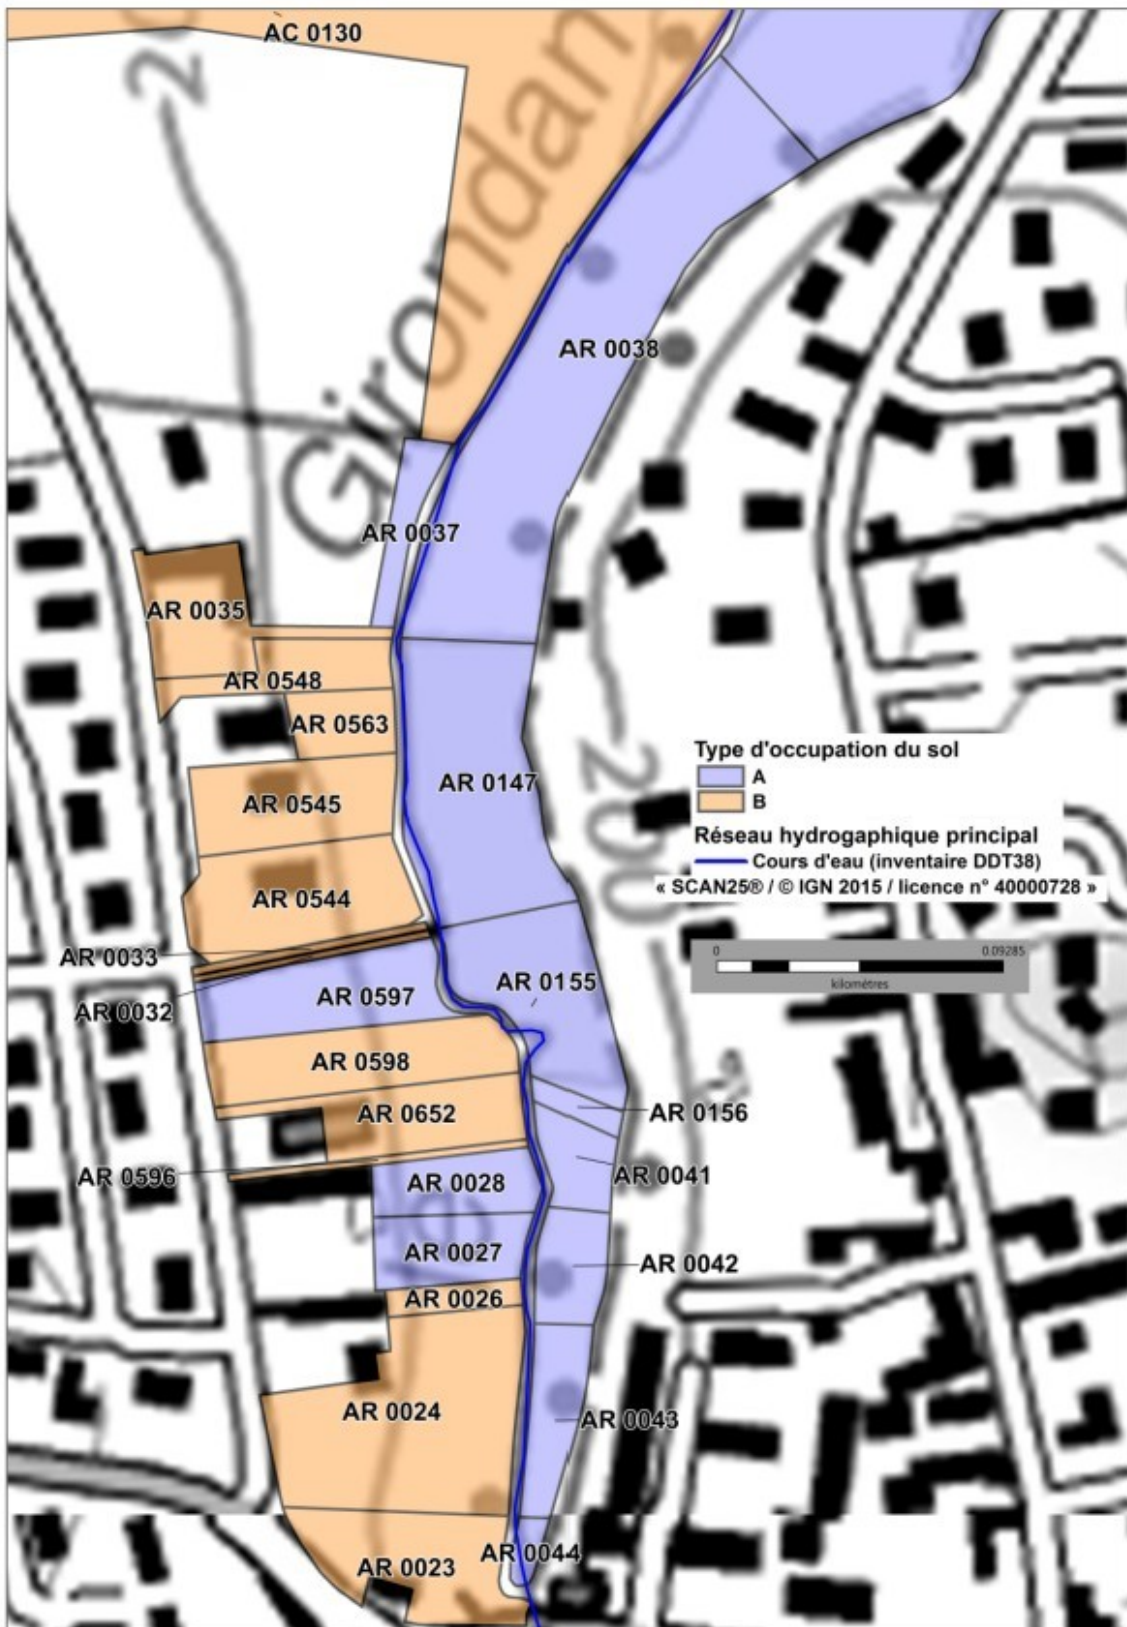 AC 0130
Girondan
AR 0038
AR 0037
AR 0035
AR 0548
AR 0563
AR 0545
AR 0147
AR 0544
Type d'occupation du sol
A
B
Réseau hydrogaphique principal
Cours d'eau (inventaire DDT38)
« SCAN25® / © IGN 2015 / licence n° 40000728 »
200
0
0.09285
kilomètres
AR 0033
AR 0032
AR 0597
AR 0155
AR 0598
AR 0652
AR 0156
AR 0596
AR 0028
AR 0041
AR 0027
AR 0042
AR 0026
AR 0024
AR 0043
AR 0023
AR 0044